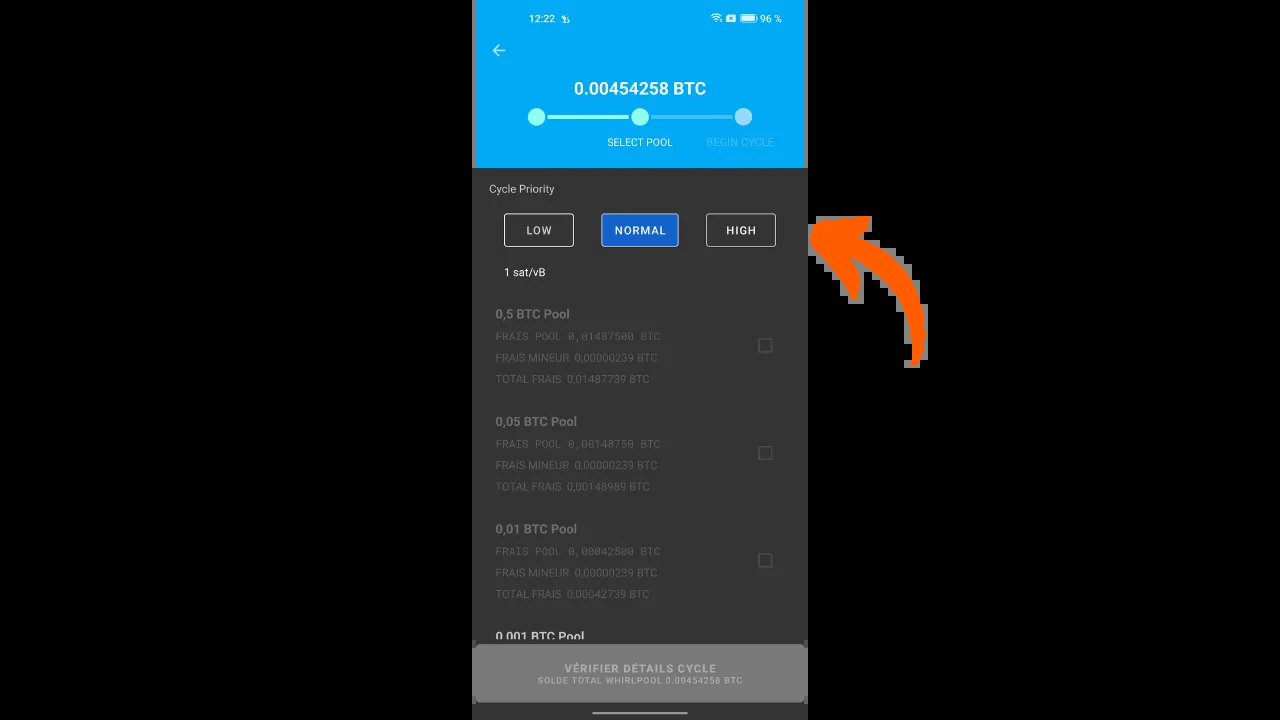 12:22 96 %
0.00454258 BTC
SELECT POOL BEGIN CYCLE
Cycle Priority
LOW NORMAL HIGH
1 sat/vB
0,5 BTC Pool
FRAIS POOL 0,01487500 BTC
FRAIS MINEUR 0,00000239 BTC
TOTAL FRAIS 0,01487739 BTC
0,05 BTC Pool
FRAIS POOL 0,00148750 BTC
FRAIS MINEUR 0,00000239 BTC
TOTAL FRAIS 0,00148989 BTC
0,01 BTC Pool
FRAIS POOL 0,00042500 BTC
FRAIS MINEUR 0,00000239 BTC
TOTAL FRAIS 0,00042739 BTC
0,001 BTC Pool
VÉRIFIER DÉTAILS CYCLE
SOLDE TOTAL WHIRLPOOL 0.00454258 BTC